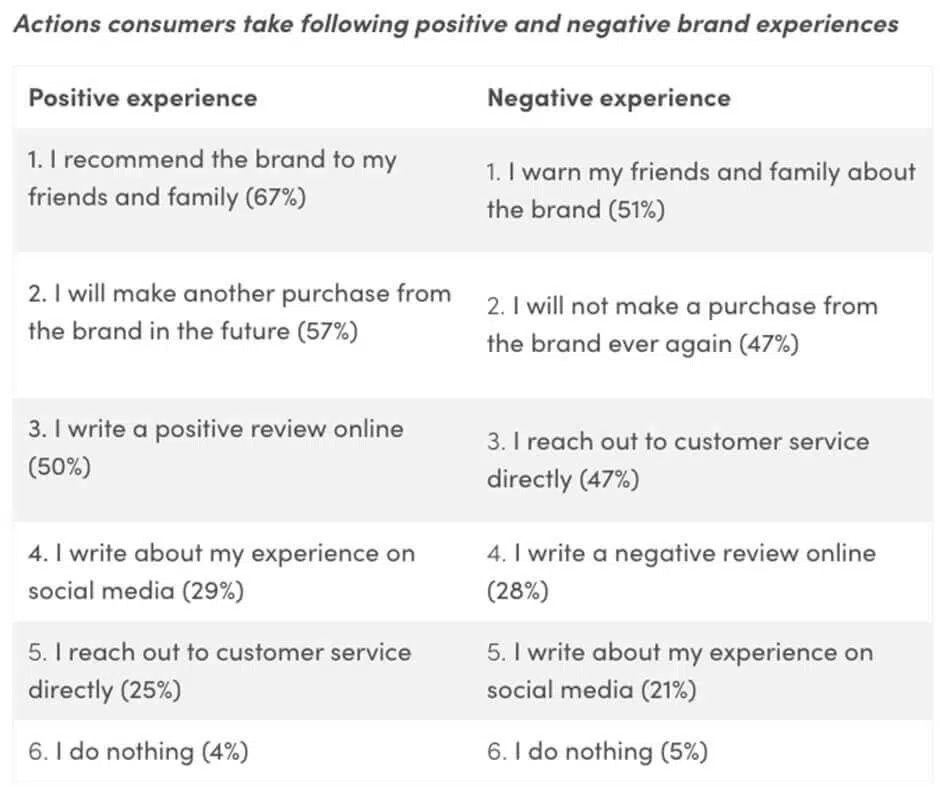 Actions consumers take following positive and negative brand experiences
Positive experience
Negative experience
1. I recommend the brand to my
friends and family (67%)
1. I warn my friends and family about
the brand (51%)
2. I will make another purchase from
the brand in the future (57%)
2. I will not make a purchase from
the brand ever again (47%)
3. I write a positive review online
(50%)
3. I reach out to customer service
directly (47%)
4. I write about my experience on
social media (29%)
4. I write a negative review online
(28%)
5. I reach out to customer service
directly (25%)
5. I write about my experience on
social media (21%)
6. I do nothing (4%)
6. I do nothing (5%)